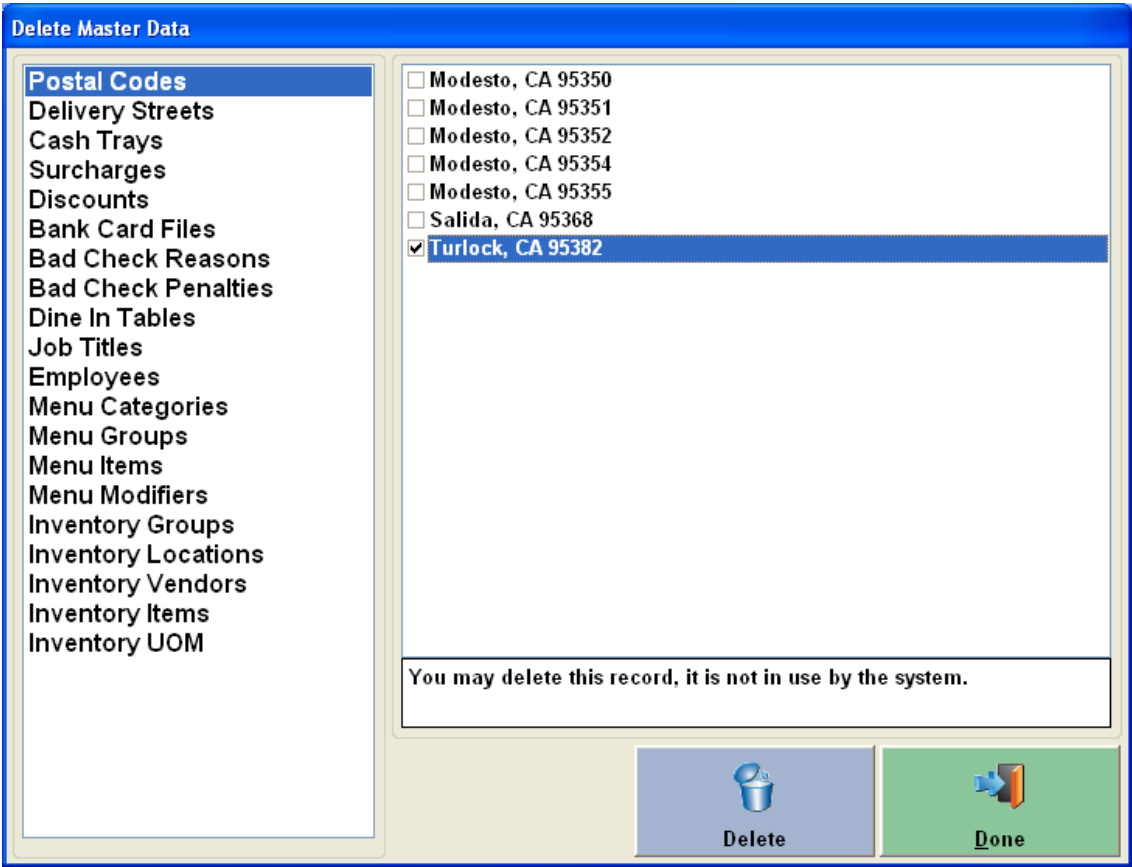 Delete Master Data
Postal Codes
Delivery Streets
Cash Trays
Surcharges
Discounts
Bank Card Files
Bad Check Reasons
Bad Check Penalties
Dine In Tables
Job Titles
Employees
Menu Categories
Menu Groups
Menu Items
Menu Modifiers
Inventory Groups
Inventory Locations
Inventory Vendors
Inventory Items
Inventory UOM
Modesto, CA 95350
Modesto, CA 95351
Modesto, CA 95352
Modesto, CA 95354
Modesto, CA 95355
Salida, CA 95368
Turlock, CA 95382
You may delete this record, it is not in use by the system.
Delete
Done